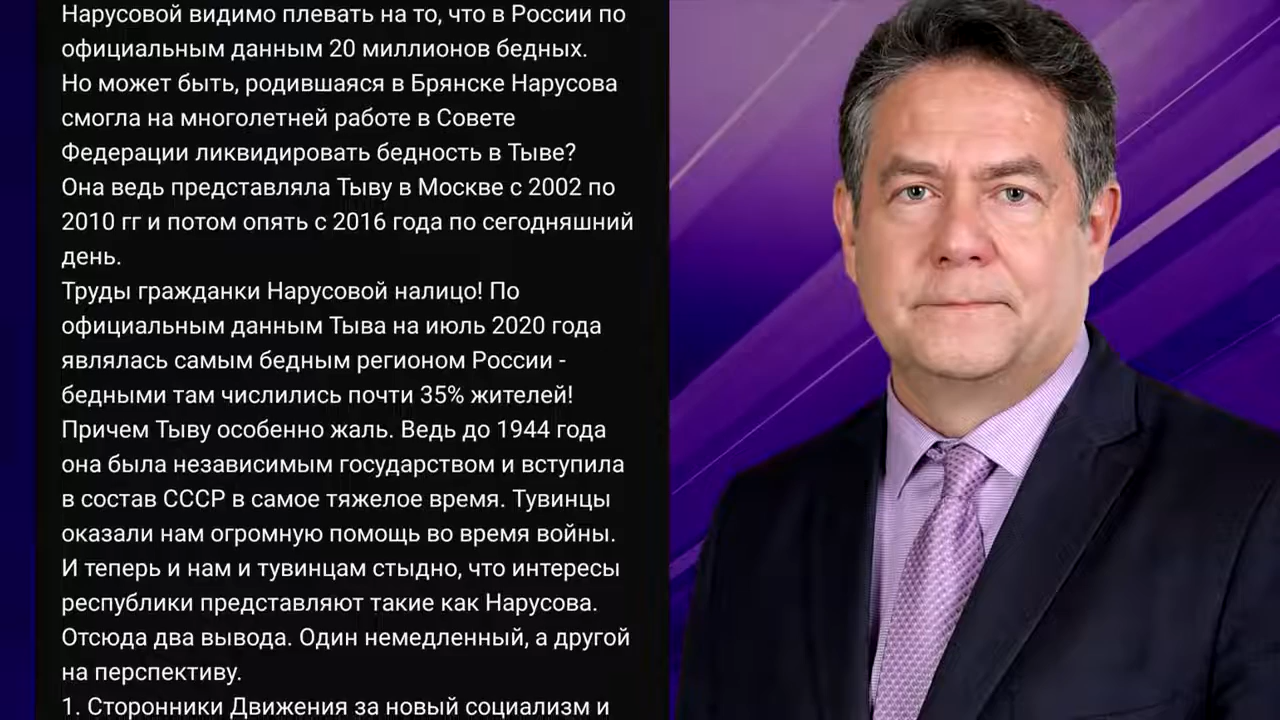 Нарусовой видимо плевать на то, что в России по
официальным данным 20 миллионов бедных.
Но может быть, родившаяся в Брянске Нарусова
смогла на многолетней работе в Совете
Федерации ликвидировать бедность в Тыве?
Она ведь представляла Тыву в Москве с 2002 по
2010 гг и потом опять с 2016 года по сегодняшний
день.
Труды гражданки Нарусовой налицо! По
официальным данным Тыва на июль 2020 года
являлась самым бедным регионом России -
бедными там числились почти 35% жителей!
Причем Тыву особенно жаль. Ведь до 1944 года
она была независимым государством и вступила
в состав СССР в самое тяжелое время. Тувинцы
оказали нам огромную помощь во время войны.
И теперь и нам и тувинцам стыдно, что интересы
республики представляют такие как Нарусова.
Отсюда два вывода. Один немедленный, а другой
на перспективу.
1. Сторонники Движения за новый социализм и